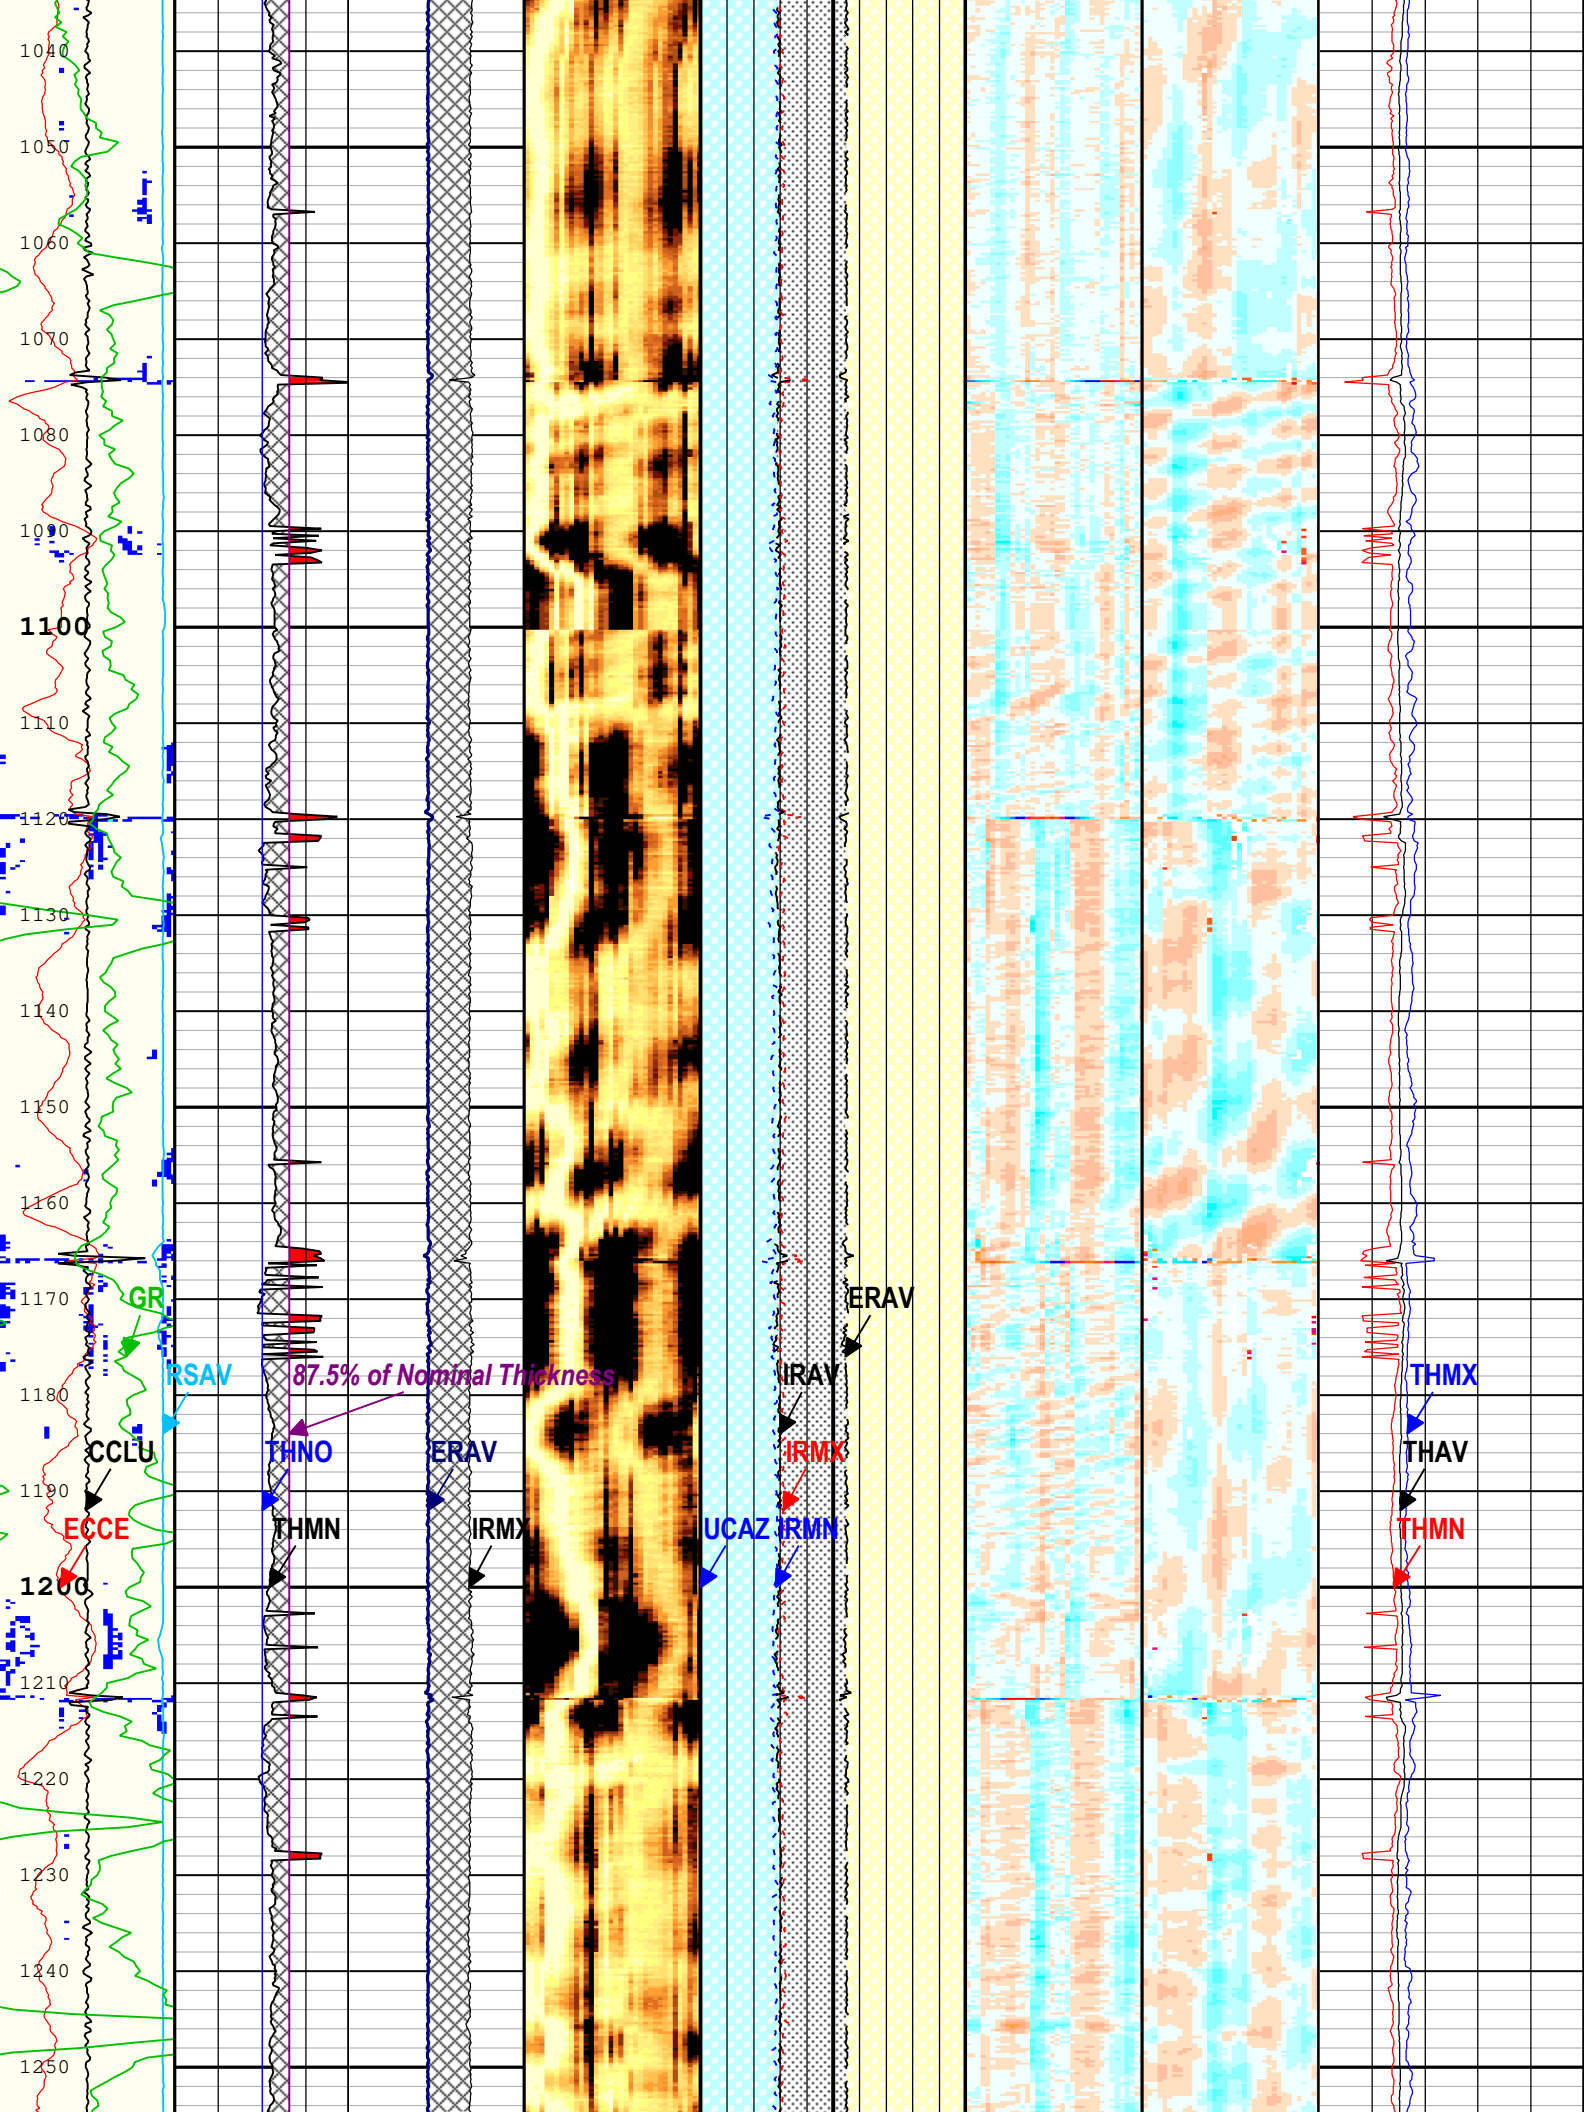 1040
1050
1060
1070
1080
1090
1100
1110
1120
1130
1140
1150
1160
1170
GR
ERAV
1180
RSAV
87.5% of Nominal Thickness
IRAV
THMX
CCLU
THNO
ERAV
IRMX
THAV
1190
ECCE
THMN
IRMX
UCAZ
IRMN
THMN
1200
1210
1220
1230
1240
1250